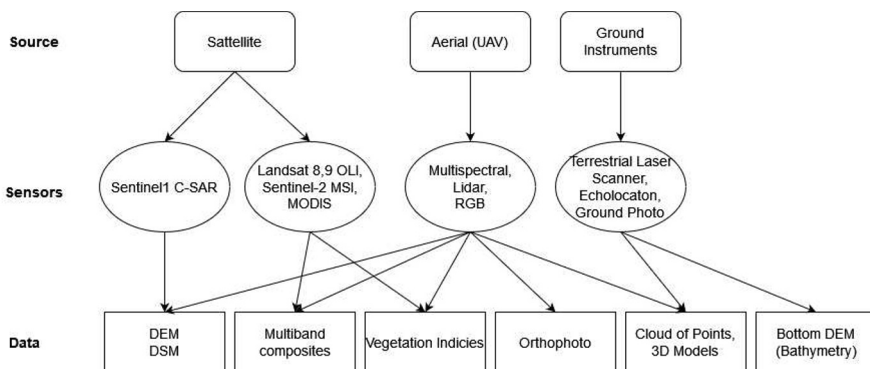 Source
Sattellite
Aerial (UAV)
Ground
Instruments
Sensors
Sentinel1 C-SAR
Landsat 8,9 OLI,
Sentinel-2 MSI,
MODIS
Multispectral,
Lidar,
RGB
Terrestrial Laser
Scanner,
Echolocaton,
Ground Photo
Data
DEM
DSM
Multiband
composites
Vegetation Indicies
Orthophoto
Cloud of Points,
3D Models
Bottom DEM
(Bathymetry)